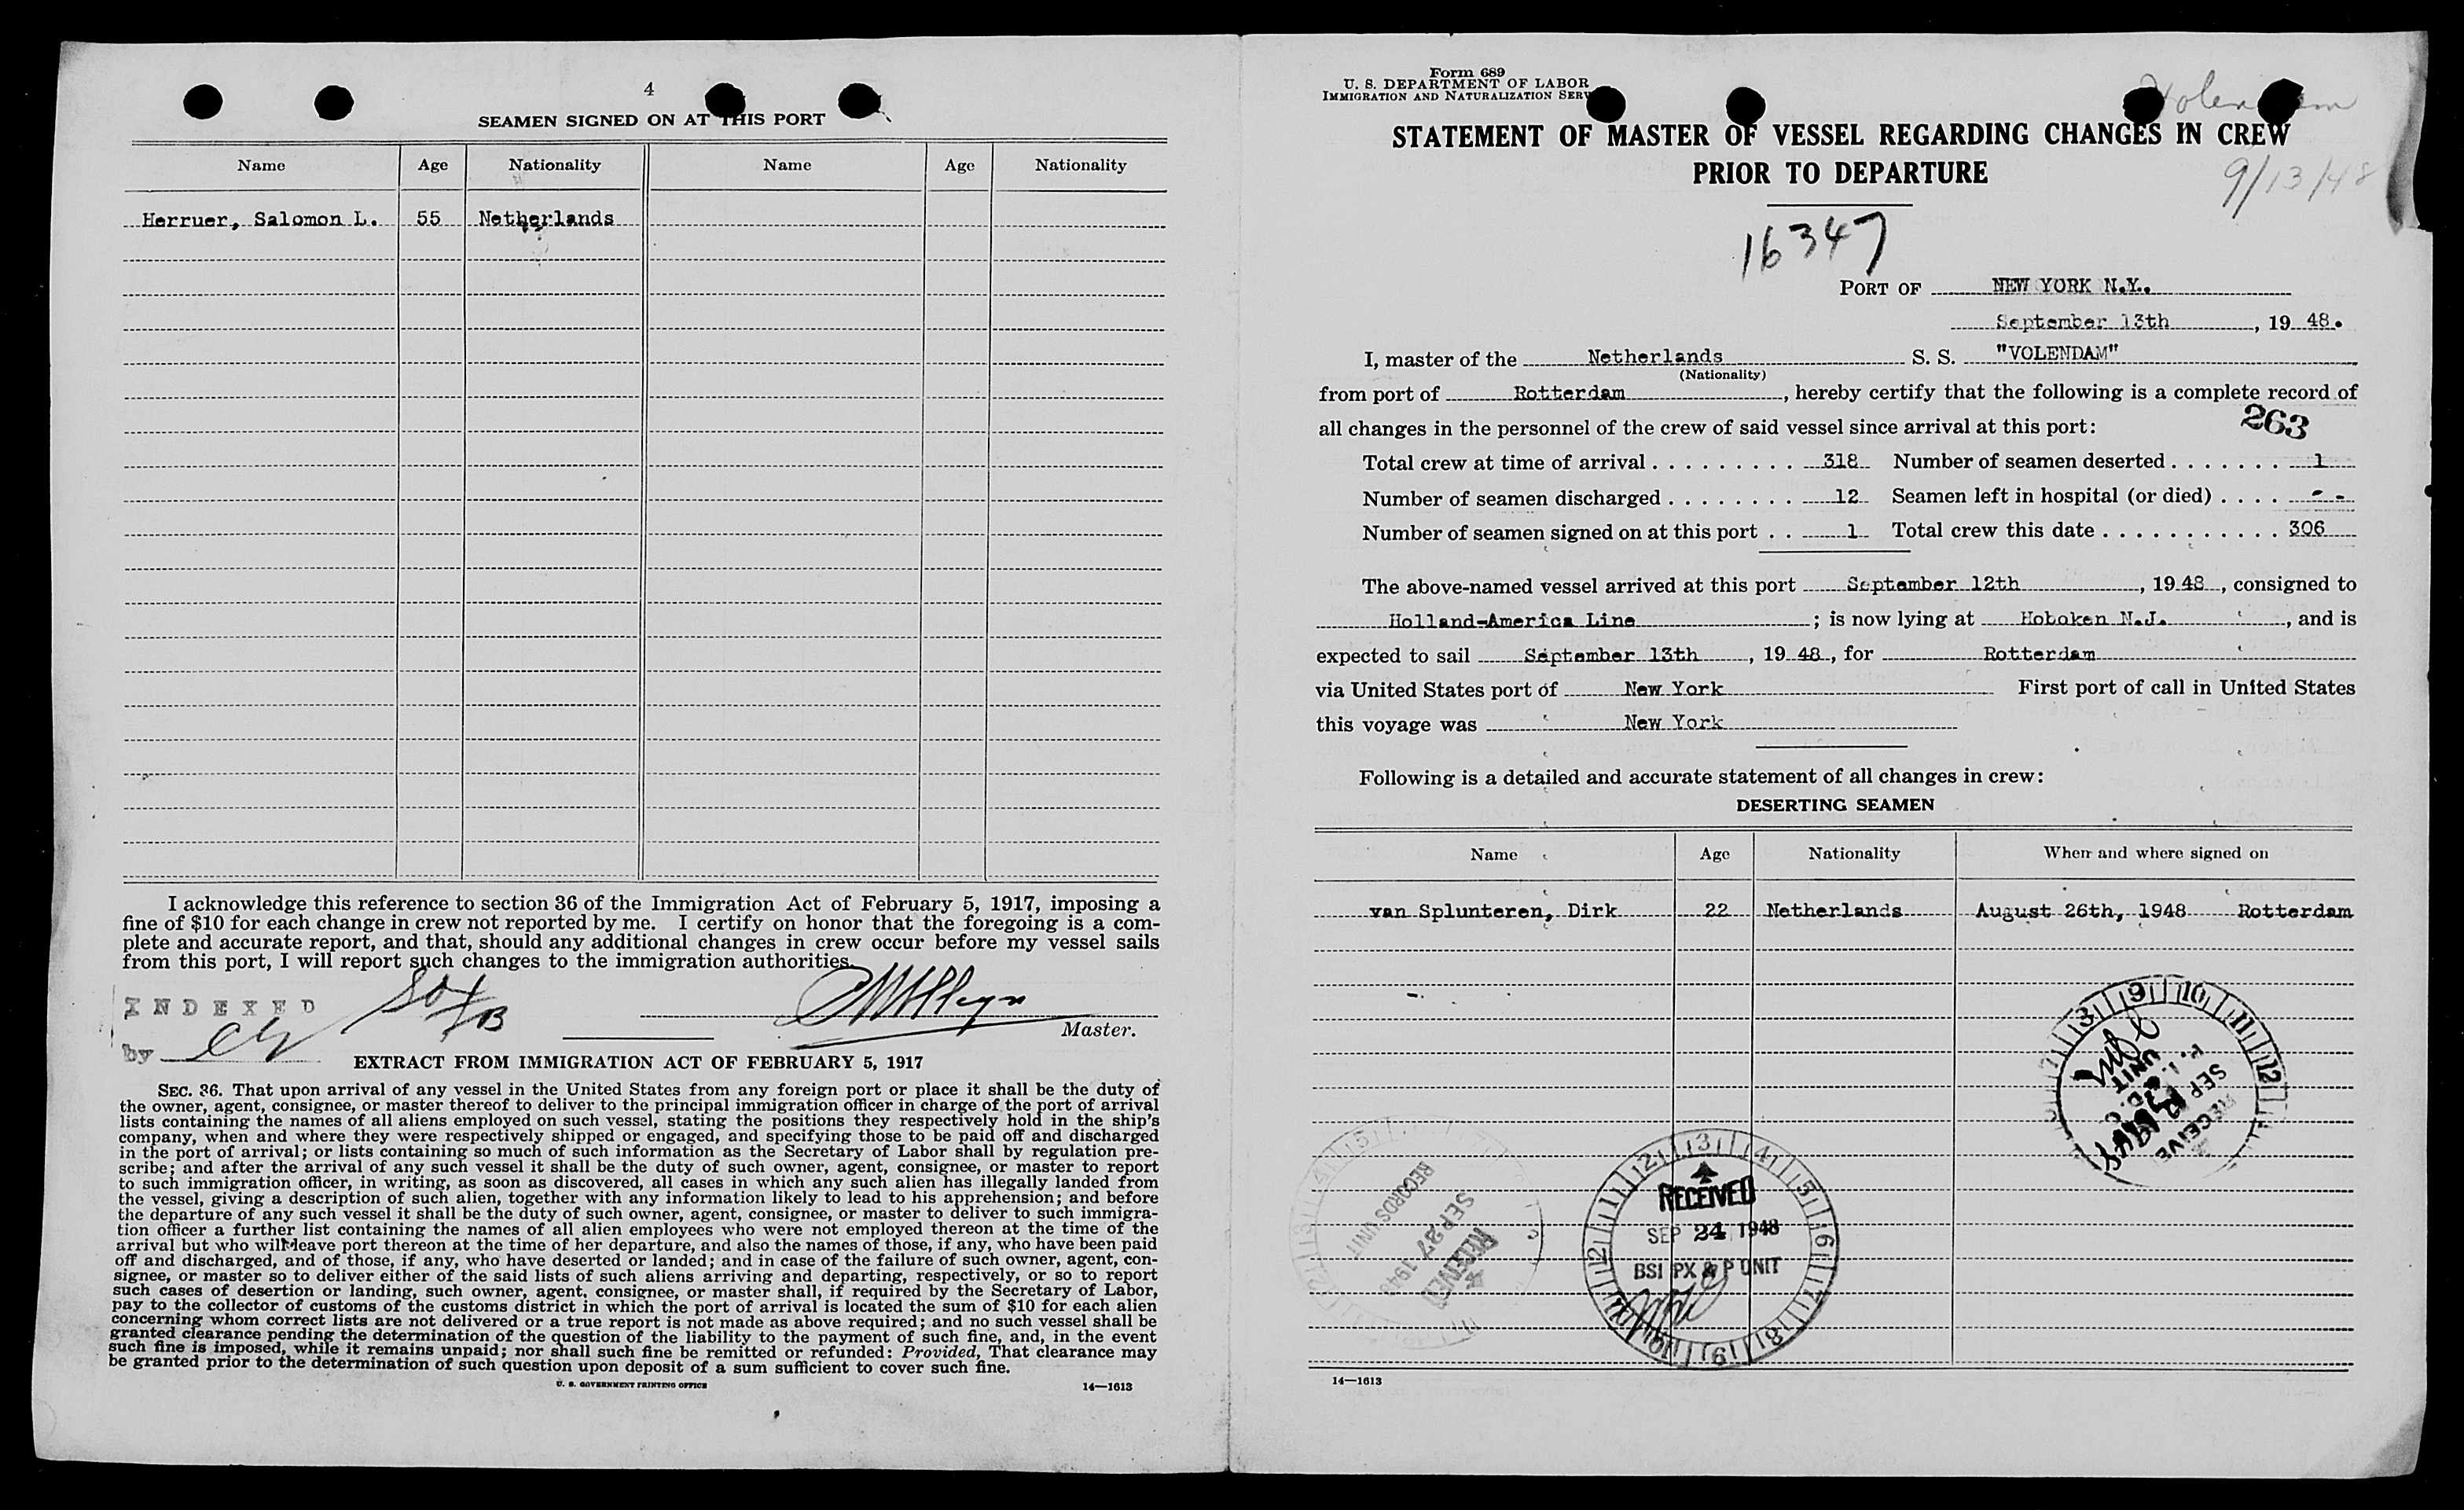 4
SEAMEN SIGNED ON AT THIS PORT
Name Age Nationality Name Age Nationality
Herruer, Salomon L. 55 Netherlands
I acknowledge this reference to section 36 of the Immigration Act of February 5, 1917, imposing a
fine of $10 for each change in crew not reported by me. I certify on honor that the foregoing is a com-
plete and accurate report, and that, should any additional changes in crew occur before my vessel sails
from this port, I will report such changes to the immigration authorities.
INDEXED
by
Master.
EXTRACT FROM IMMIGRATION ACT OF FEBRUARY 5, 1917
SEC. 36. That upon arrival of any vessel in the United States from any foreign port or place it shall be the duty of
the owner, agent, consignee, or master thereof to deliver to the principal immigration officer in charge of the port of arrival
lists containing the names of all aliens employed on such vessel, stating the positions they respectively hold in the ship's
company, when and where they were respectively shipped or engaged, and specifying those to be paid off and discharged
in the port of arrival; or lists containing so much of such information as the Secretary of Labor shall by regulation pre-
scribe; and after the arrival of any such vessel it shall be the duty of such owner, agent, consignee, or master to report
to such immigration officer, in writing, as soon as discovered, all cases in which any such alien has illegally landed from
the vessel, giving a description of such alien, together with any information likely to lead to his apprehension; and before
the departure of any such vessel it shall be the duty of such owner, agent, consignee, or master to deliver to such immigra-
tion officer a further list containing the names of all alien employees who were not employed thereon at the time of the
arrival but who will leave port thereon at the time of her departure, and also the names of those, if any, who have been paid
off and discharged, and of those, if any, who have deserted or landed; and in case of the failure of such owner, agent, con-
signee, or master so to deliver either of the said lists of such aliens arriving and departing, respectively, or so to report
such cases of desertion or landing, such owner, agent, consignee, or master shall, if required by the Secretary of Labor,
pay to the collector of customs of the customs district in which the port of arrival is located the sum of $10 for each alien
concerning whom correct lists are not delivered or a true report is not made as above required; and no such vessel shall be
granted clearance pending the determination of the question of the liability to the payment of such fine, and, in the event
such fine is imposed, while it remains unpaid; nor shall such fine be remitted or refunded: Provided, That clearance may
be granted prior to the determination of such question upon deposit of a sum sufficient to cover such fine.
U. S. GOVERNMENT PRINTING OFFICE 14—1613
Form 689
U. S. DEPARTMENT OF LABOR
IMMIGRATION AND NATURALIZATION SERV
Volendam
STATEMENT OF MASTER OF VESSEL REGARDING CHANGES IN CREW
PRIOR TO DEPARTURE
9/13/48
16347
PORT OF NEW YORK N.Y..
September 13th, 19 48.
I, master of the Netherlands S. S. "VOLENDAM"
(Nationality)
from port of Rotterdam, hereby certify that the following is a complete record of
all changes in the personnel of the crew of said vessel since arrival at this port:
263
Total crew at time of arrival . . . . . . . . . 318 Number of seamen deserted . . . . . . . 1
Number of seamen discharged . . . . . . . . 12 Seamen left in hospital (or died) . . . . - -
Number of seamen signed on at this port . . 1 Total crew this date . . . . . . . . . . . 306
The above-named vessel arrived at this port September 12th, 19 48, consigned to
Holland-America Line; is now lying at Hoboken N.J., and is
expected to sail September 13th, 19 48, for Rotterdam
via United States port of New York First port of call in United States
this voyage was New York
Following is a detailed and accurate statement of all changes in crew:
DESERTING SEAMEN
Name Age Nationality When and where signed on
van Splunteren, Dirk 22 Netherlands August 26th, 1948 Rotterdam
RECEIVED
SEP 24 1948
BSI PX & P UNIT
RECEIVED
SEP 27 1948
RECORDS UNIT
14—1613